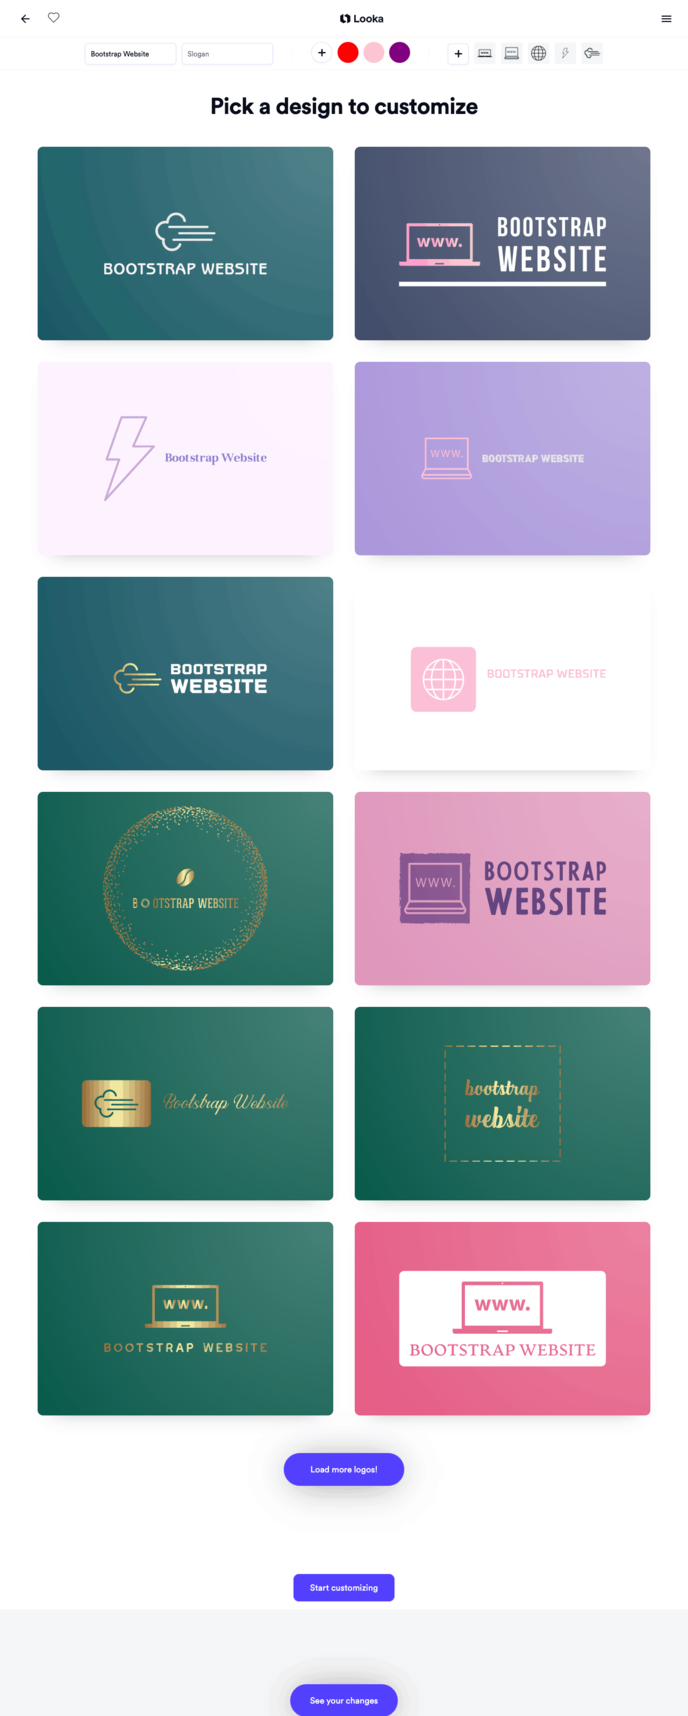 Looka
Bootstrap Website
Slogan
Pick a design to customize
BOOTSTRAP WEBSITE
www.
BOOTSTRAP
WEBSITE
Bootstrap Website
WWW.
BOOTSTRAP WEBSITE
BOOTSTRAP
WEBSITE
BOOTSTRAP WEBSITE
BOOTSTRAP WEBSITE
WWW.
BOOTSTRAP
WEBSITE
Bootstrap Website
bootstrap
website
www.
BOOTSTRAP WEBSITE
www.
BOOTSTRAP WEBSITE
Load more logos!
Start customizing
See your changes